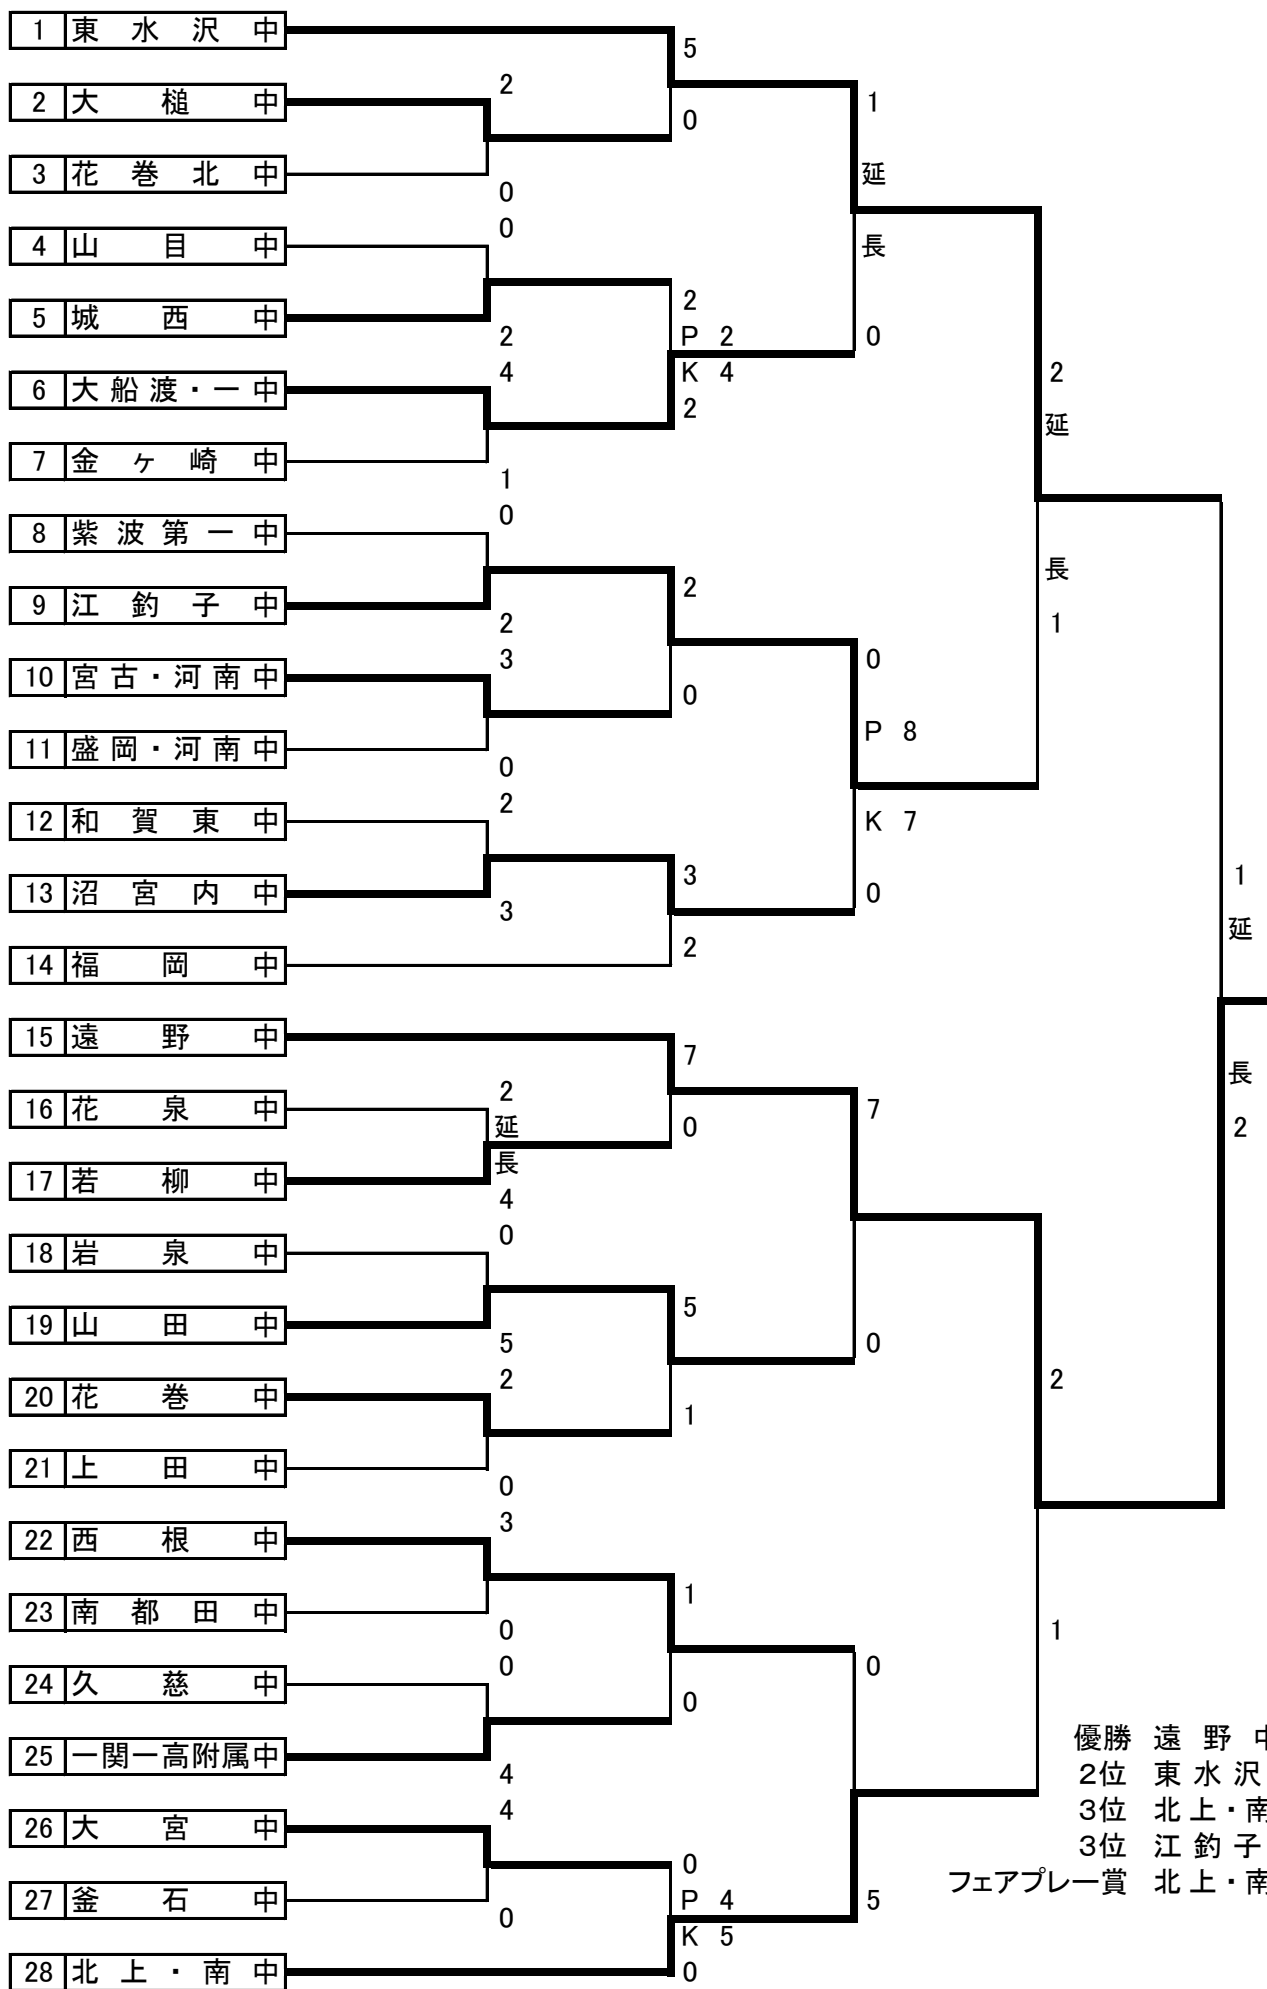 1 東水沢中
5
2
1
2 大槌中
0
3 花巻北中
延
0
0
4 山目中
長
2
5 城西中
2
P 2
0
4
K 4
2
6 大船渡・一中
2
延
7 金ヶ崎中
1
0
8 紫波第一中
長
2
9 江釣子中
2
1
3
0
10 宮古・河南中
0
P 8
11 盛岡・河南中
0
2
12 和賀東中
K 7
3
1
13 沼宮内中
0
3
延
2
14 福岡中
15 遠野中
7
長
2
16 花泉中
7
延
0
2
長
17 若柳中
4
0
18 岩泉中
5
19 山田中
5
0
2
2
20 花巻中
1
21 上田中
0
3
22 西根中
1
23 南都田中
0
1
0
0
24 久慈中
0
優勝 遠野
25 一関一高附属中
4
2位 東水沢
4
3位 北上・南
26 大宮中
3位 江釣子
0
フェアプレー賞 北上・南
27 釜石中
P 4
5
0
K 5
28 北上・南中
0